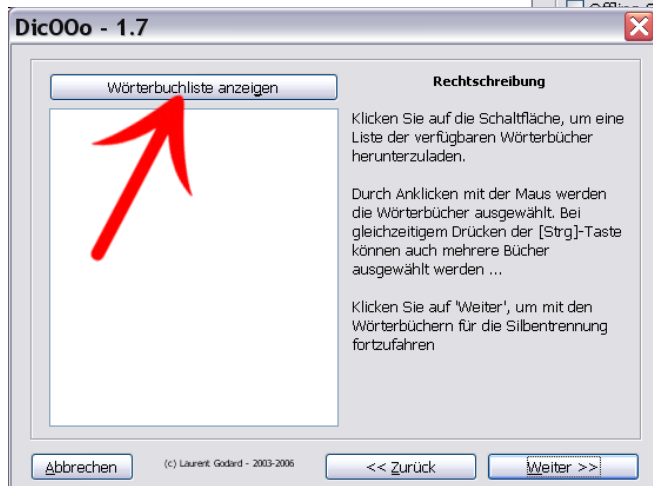 Offline
DicOOo - 1.7
Wörterbuchliste anzeigen
Rechtschreibung
Klicken Sie auf die Schaltfläche, um eine
Liste der verfügbaren Wörterbücher
herunterzuladen.
Durch Anklicken mit der Maus werden
die Wörterbücher ausgewählt. Bei
gleichzeitigem Drücken der [Strg]-Taste
können auch mehrere Bücher
ausgewählt werden ...
Klicken Sie auf 'Weiter', um mit den
Wörterbüchern für die Silbentrennung
fortzufahren
Abbrechen
(c) Laurent Godard - 2003-2006
<< Zurück
Weiter >>